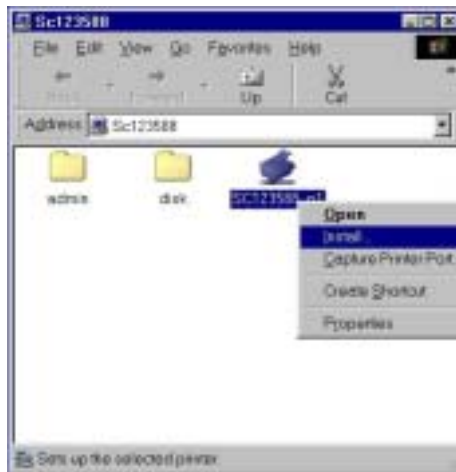 Sc123588
File Edit View Go Favorites Help
Up Cut
Address Sc123588
admin disk SC123588_p1
Open
Install...
Capture Printer Port
Create Shortcut
Properties
Sets up the selected printer